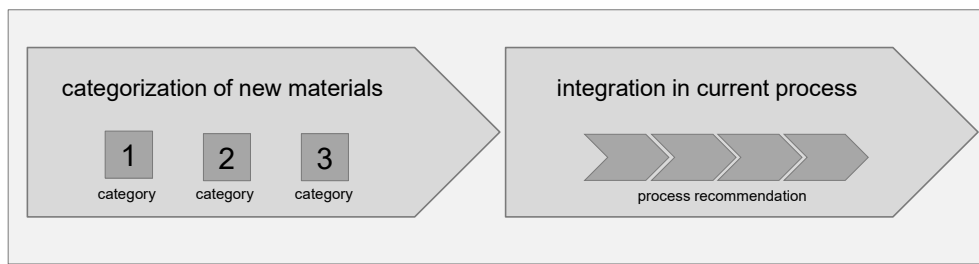 categorization of new materials
1 2 3
category category category
integration in current process
process recommendation